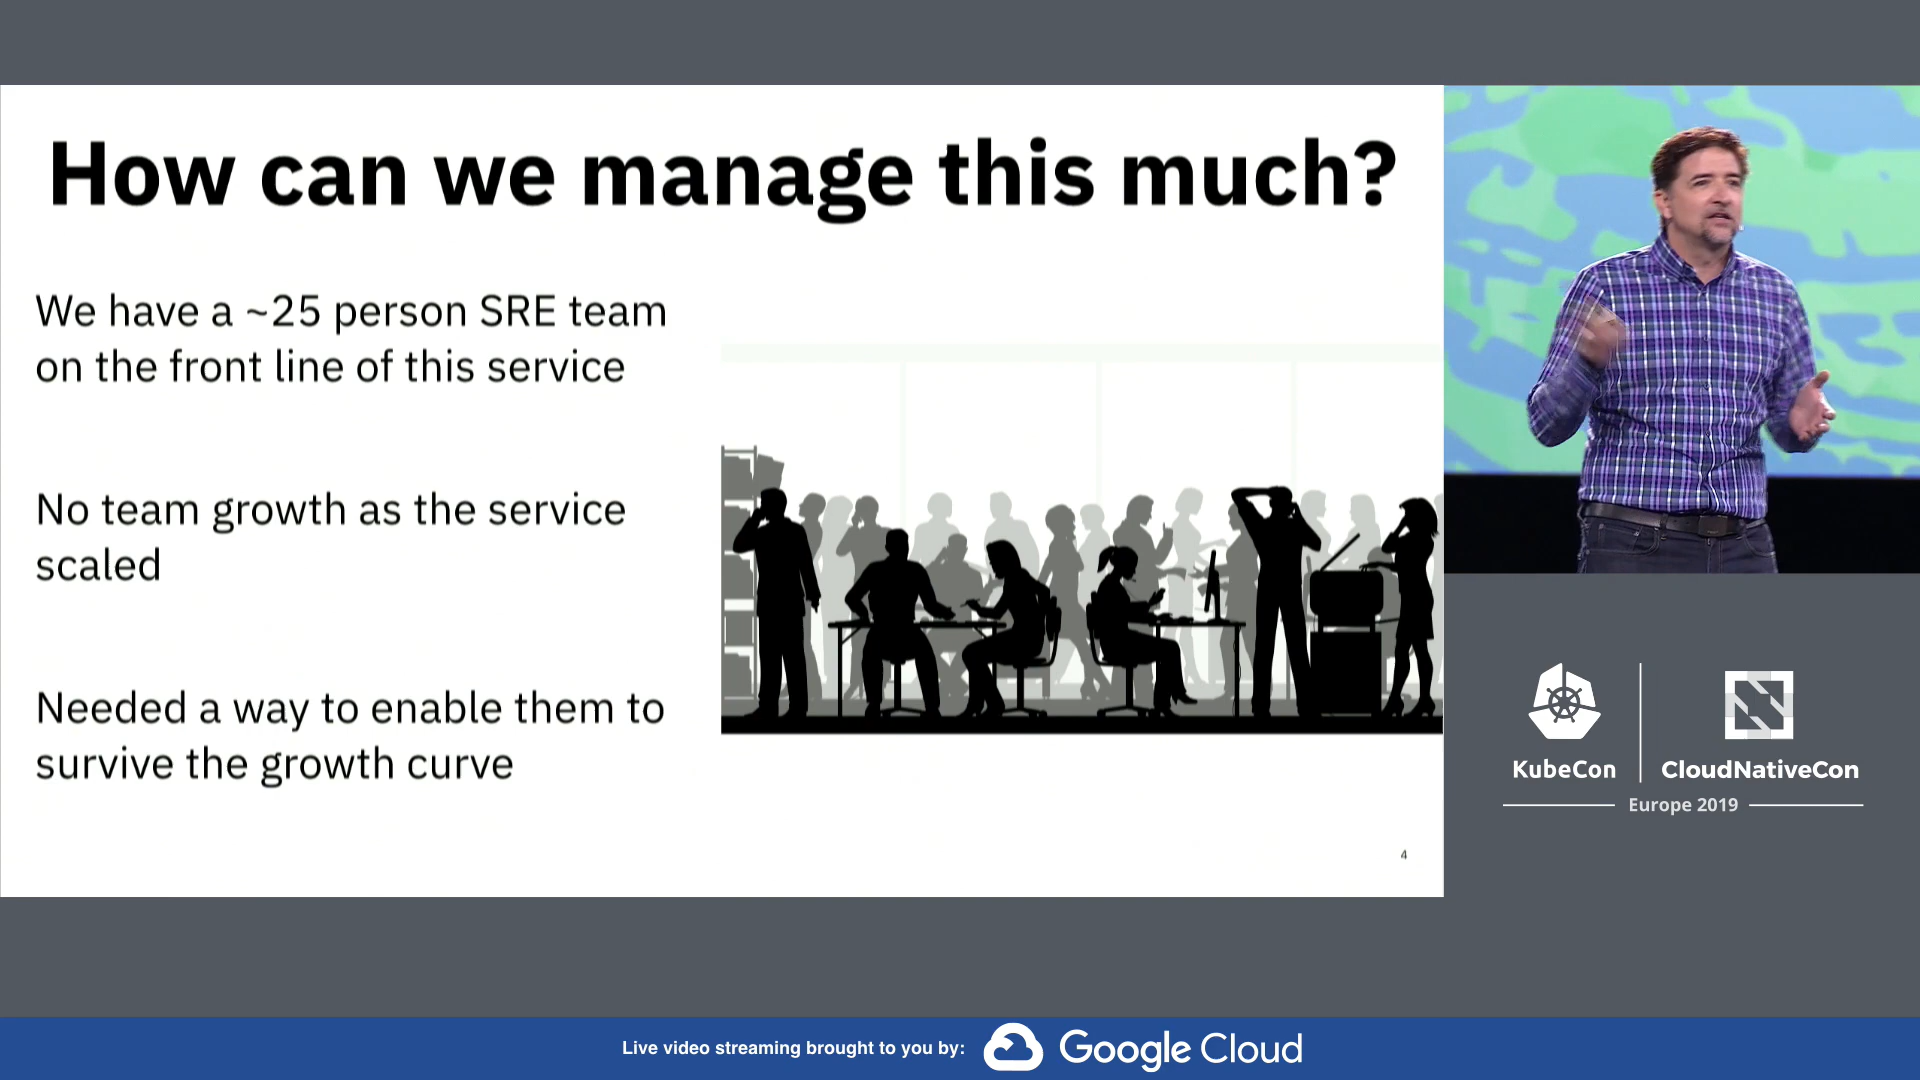 How can we manage this much?
We have a ~25 person SRE team
on the front line of this service
No team growth as the service
scaled
Needed a way to enable them to
survive the growth curve
4
KubeCon
CloudNativeCon
Europe 2019
Live video streaming brought to you by:
Google Cloud